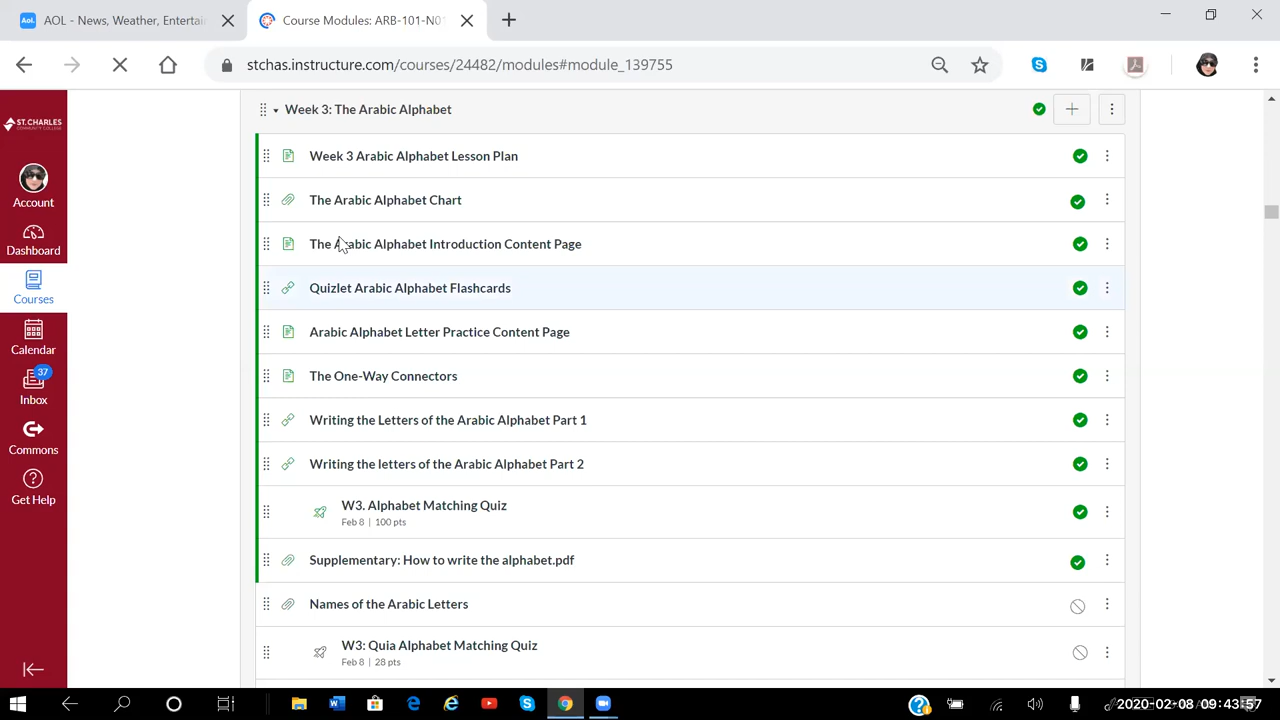 AOL - News, Weather, Entertai
Course Modules: ARB-101-N01
stchas.instructure.com/courses/24482/modules#module_139755
ST.CHARLES
COMMUNITY COLLEGE
Account
Dashboard
Courses
Calendar
37
Inbox
Commons
Get Help
Week 3: The Arabic Alphabet
Week 3 Arabic Alphabet Lesson Plan
The Arabic Alphabet Chart
The Arabic Alphabet Introduction Content Page
Quizlet Arabic Alphabet Flashcards
Arabic Alphabet Letter Practice Content Page
The One-Way Connectors
Writing the Letters of the Arabic Alphabet Part 1
Writing the letters of the Arabic Alphabet Part 2
W3. Alphabet Matching Quiz
Feb 8 | 100 pts
Supplementary: How to write the alphabet.pdf
Names of the Arabic Letters
W3: Quia Alphabet Matching Quiz
Feb 8 | 28 pts
2020-02-08 09:43:57